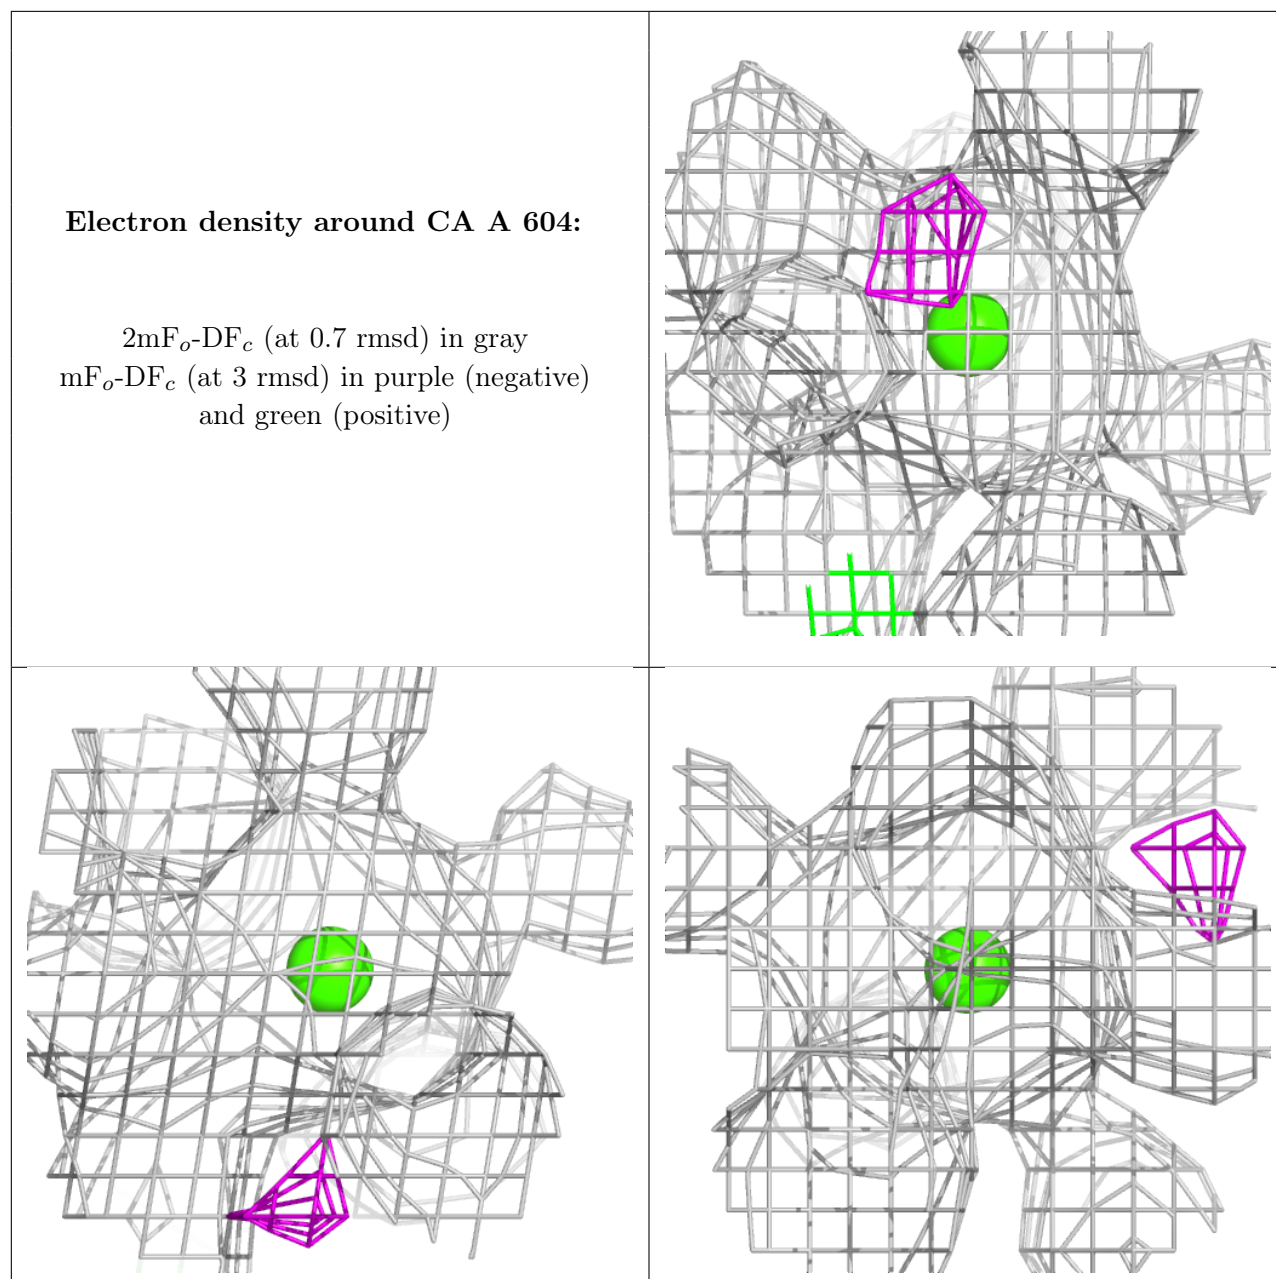 Electron density around CA A 604:
2mFₒ-DF𝒸 (at 0.7 rmsd) in gray
mFₒ-DF𝒸 (at 3 rmsd) in purple (negative)
and green (positive)